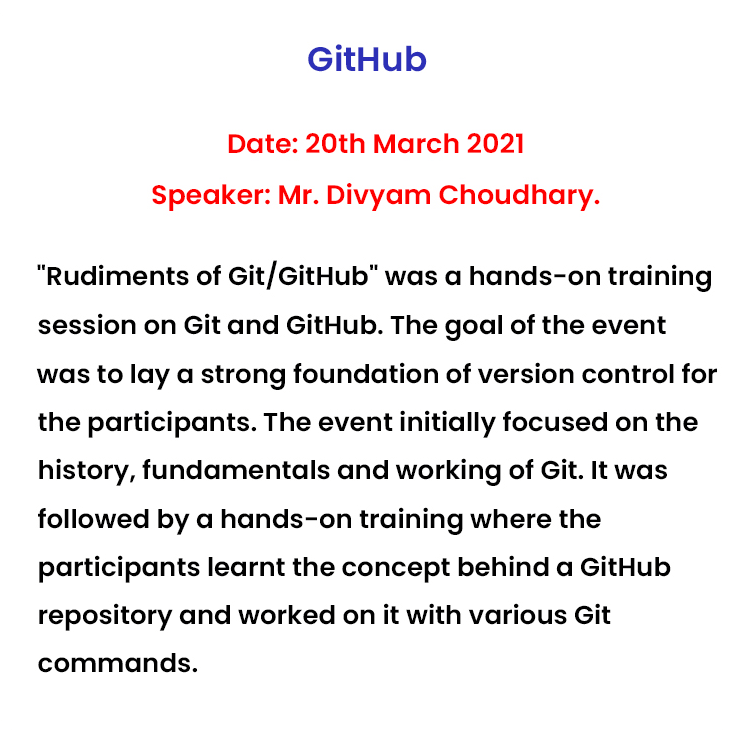 GitHub
Date: 20th March 2021
Speaker: Mr. Divyam Choudhary.
"Rudiments of Git/GitHub" was a hands-on training
session on Git and GitHub. The goal of the event
was to lay a strong foundation of version control for
the participants. The event initially focused on the
history, fundamentals and working of Git. It was
followed by a hands-on training where the
participants learnt the concept behind a GitHub
repository and worked on it with various Git
commands.